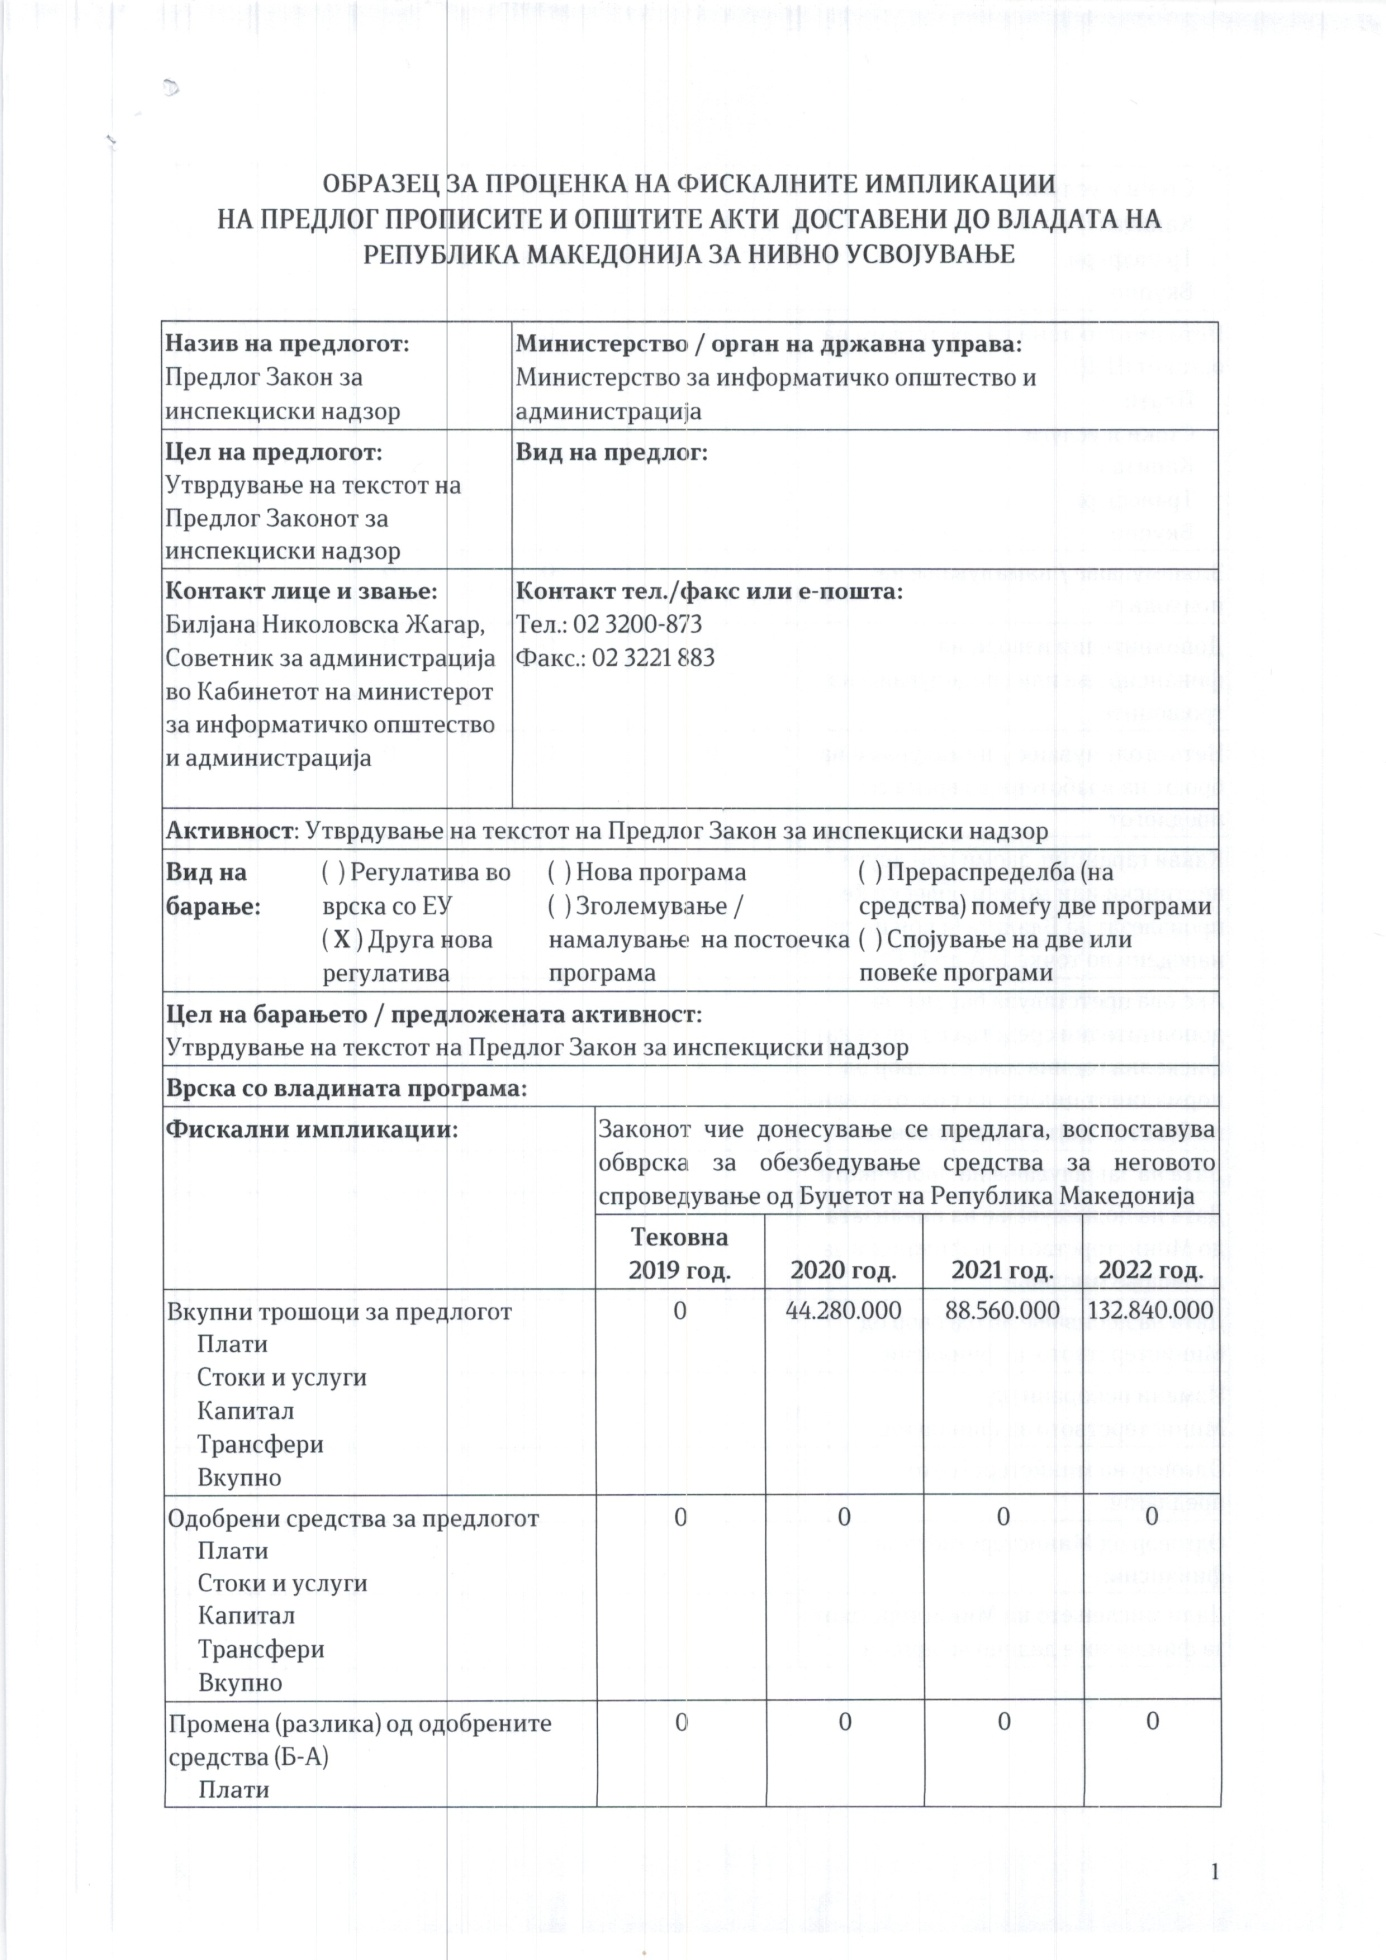 ОБРАЗЕЦ ЗА ПРОЦЕНКА НА ФИСКАЛНИТЕ ИМПЛИКАЦИИ
НА ПРЕДЛОГ ПРОПИСИТЕ И ОПШТИТЕ АКТИ ДОСТАВЕНИ ДО ВЛАДАТА НА
РЕПУБЛИКА МАКЕДОНИЈА ЗА НИВНО УСВОЈУВАЊЕ
Назив на предлогот:
Предлог Закон за
инспекциски надзор
Министерство / орган на државна управа:
Министерство за информатичко општество и
администрација
Цел на предлогот:
Утврдување на текстот на
Предлог Законот за
инспекциски надзор
Вид на предлог:
Контакт лице и звање:
Билјана Николовска Жагар,
Советник за администрација
во Кабинетот на министерот
за информатичко општество
и администрација
Контакт тел./факс или е-пошта:
Тел.: 02 3200-873
Факс.: 02 3221 883
Активност: Утврдување на текстот на Предлог Закон за инспекциски надзор
Вид на
барање:
( ) Регулатива во
врска со ЕУ
( X ) Друга нова
регулатива
( ) Нова програма
( ) Зголемување /
намалување на постоечка
програма
( ) Прераспределба (на
средства) помеѓу две програми
( ) Спојување на две или
повеќе програми
Цел на барањето / предложената активност:
Утврдување на текстот на Предлог Закон за инспекциски надзор
Врска со владината програма:
Фискални импликации:
Законот чие донесување се предлага, воспоставува
обврска за обезбедување средства за неговото
спроведување од Буџетот на Република Македонија
Тековна
2019 год. 2020 год. 2021 год. 2022 год.
Вкупни трошоци за предлогот 0 44.280.000 88.560.000 132.840.000
Плати
Стоки и услуги
Капитал
Трансфери
Вкупно
Одобрени средства за предлогот 0 0 0 0
Плати
Стоки и услуги
Капитал
Трансфери
Вкупно
Промена (разлика) од одобрените 0 0 0 0
средства (Б-А)
Плати
1